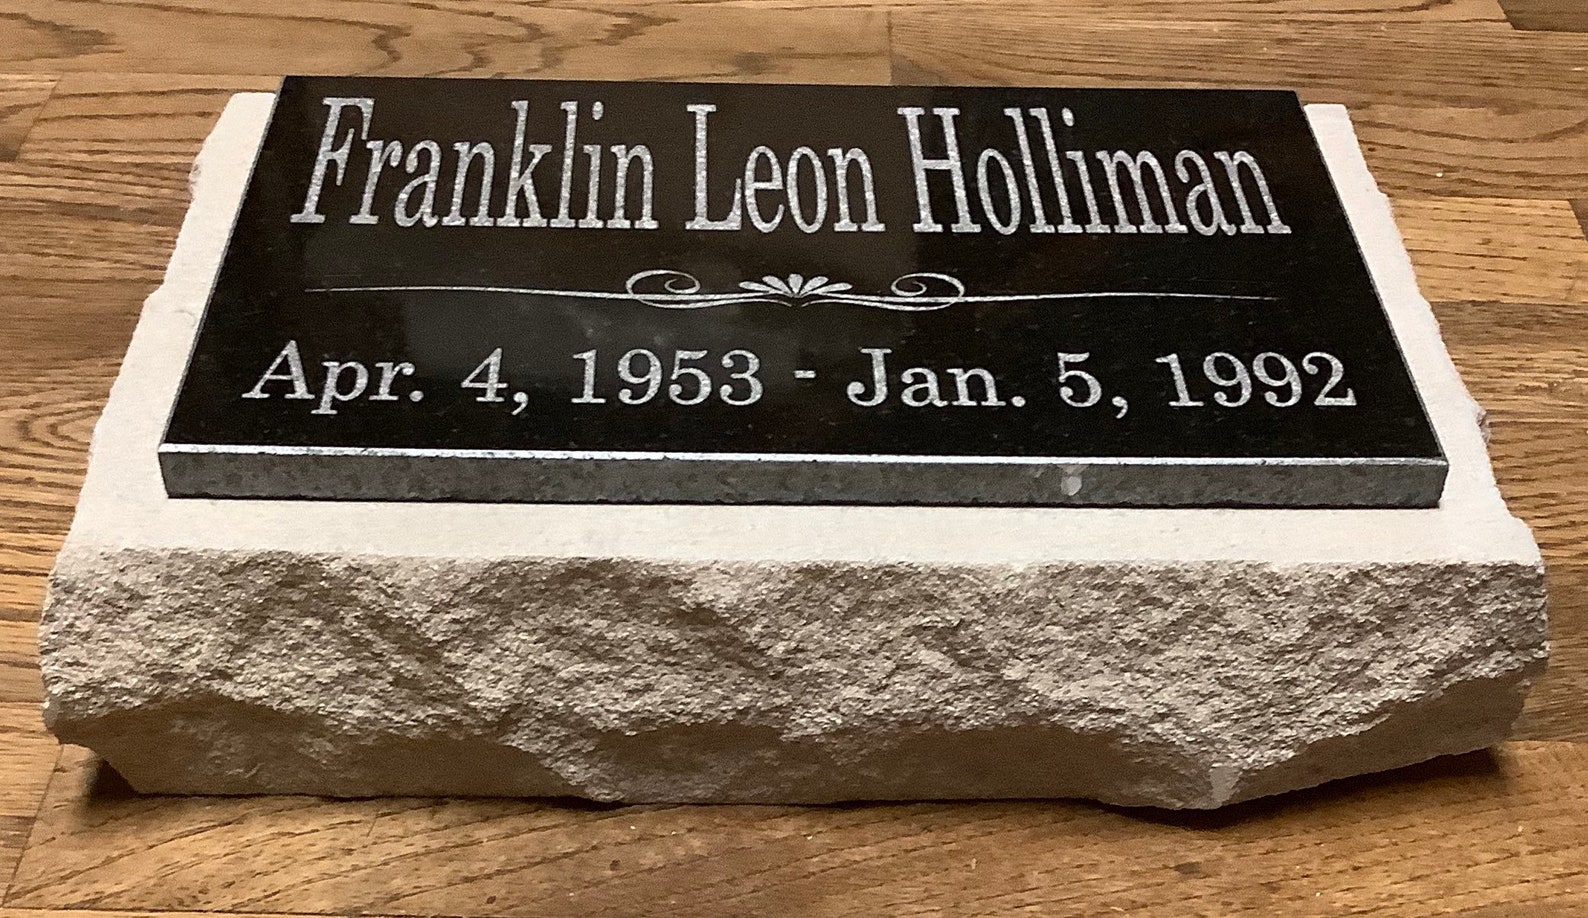 Franklin Leon Holliman
Apr. 4, 1953 - Jan. 5, 1992